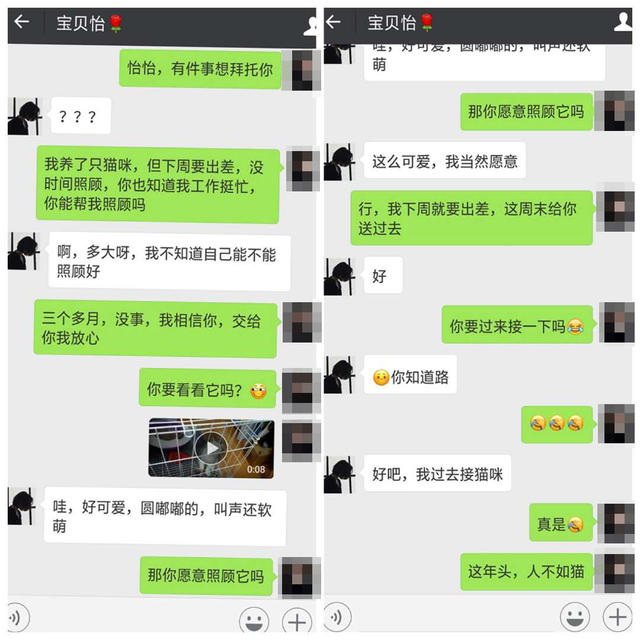 宝贝怡🌹
怡怡，有件事想拜托你
？？？
我养了只猫咪，但下周要出差，没
时间照顾，你也知道我工作挺忙，
你能帮我照顾吗
啊，多大呀，我不知道自己能不能
照顾好
三个多月，没事，我相信你，交给
你我放心
你要看看它吗？
0:08
哇，好可爱，圆嘟嘟的，叫声还软
萌
那你愿意照顾它吗
宝贝怡🌹
哇，好可爱，圆嘟嘟的，叫声还软
萌
那你愿意照顾它吗
这么可爱，我当然愿意
行，我下周就要出差，这周末给你
送过去
好
你要过来接一下吗😂
你知道路
好吧，我过去接猫咪
真是
这年头，人不如猫